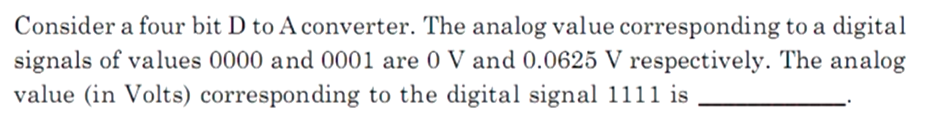 Consider a four bit D to A converter. The analog value corresponding to a digital
signals of values 0000 and 0001 are 0 V and 0.0625 V respectively. The analog
value (in Volts) corresponding to the digital signal 1111 is ____________.